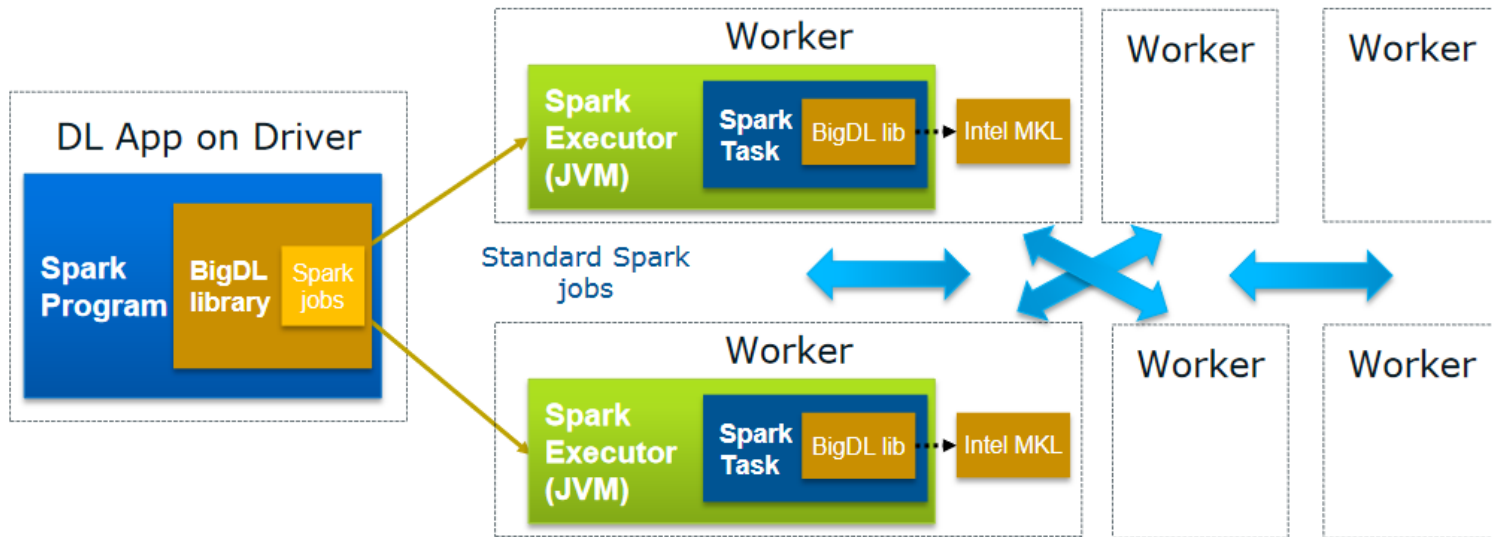 DL App on Driver
Spark
Program
BigDL
library
Spark
jobs
Worker
Spark
Executor
(JVM)
Spark
Task
BigDL lib
Intel MKL
Worker
Worker
Standard Spark
jobs
Worker
Spark
Executor
(JVM)
Spark
Task
BigDL lib
Intel MKL
Worker
Worker